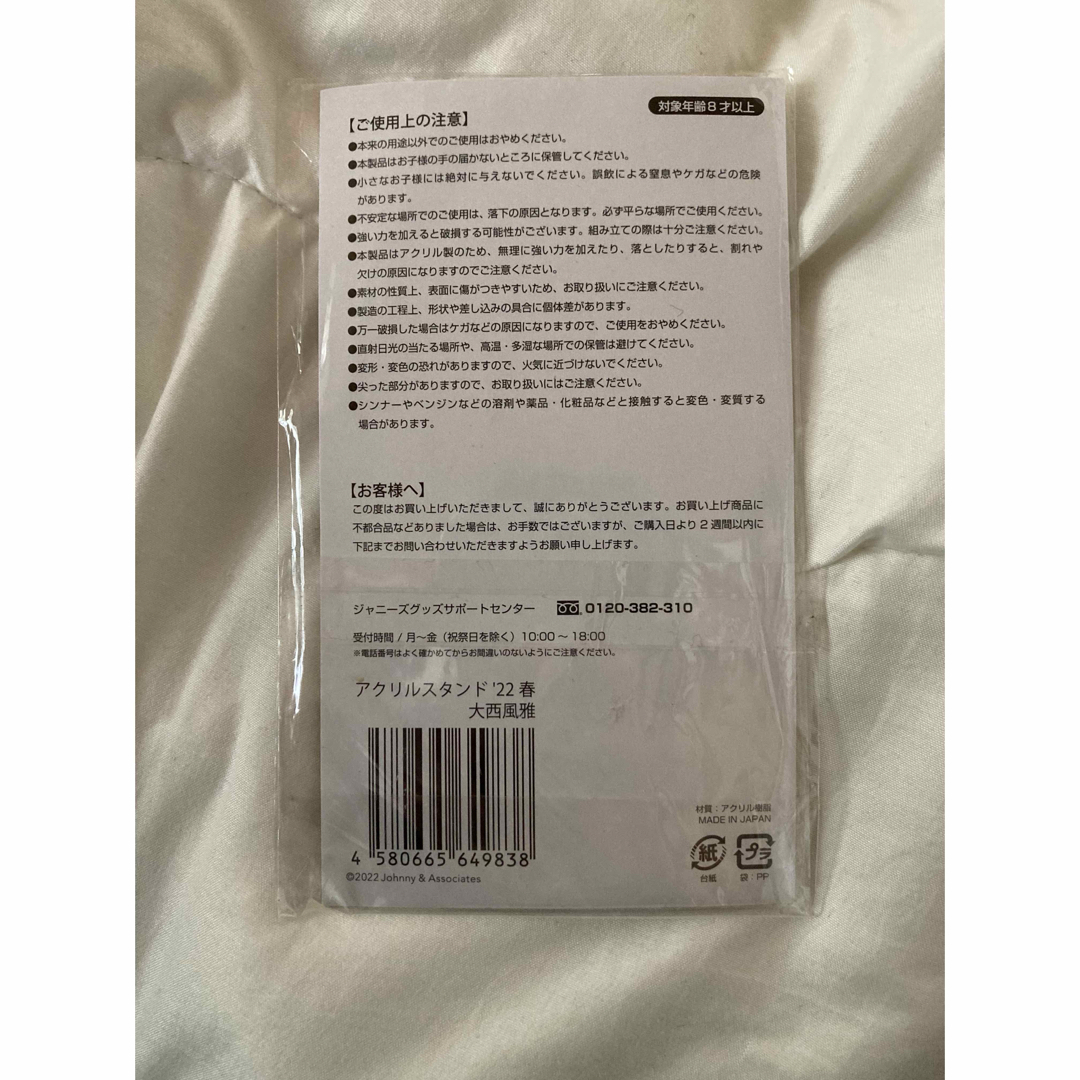 対象年齢8才以上
【ご使用上の注意】
●本来の用途以外でのご使用はおやめください。
●本製品はお子様の手の届かないところに保管してください。
●小さなお子様には絶対に与えないでください。誤飲による窒息やケガなどの危険
があります。
●不安定な場所でのご使用は、落下の原因となります。必ず平らな場所でご使用ください。
●強い力を加えると破損する可能性がございます。組み立ての際は十分ご注意ください。
●本製品はアクリル製のため、無理に強い力を加えたり、落としたりすると、割れや
欠けの原因になりますのでご注意ください。
●素材の性質上、表面に傷がつきやすいため、お取り扱いにご注意ください。
●製造の工程上、形状や差し込みの具合に個体差があります。
●万一破損した場合はケガなどの原因になりますので、ご使用をおやめください。
●直射日光の当たる場所や、高温・多湿な場所での保管は避けてください。
●変形・変色の恐れがありますので、火気に近づけないでください。
●尖った部分がありますので、お取り扱いにはご注意ください。
●シンナーやベンジンなどの溶剤や薬品・化粧品などと接触すると変色・変質する
場合があります。
【お客様へ】
この度はお買い上げいただきまして、誠にありがとうございます。お買い上げ商品に
不都合品などありました場合は、お手数ではございますが、ご購入日より2週間以内に
下記までお問い合わせいただきますようお願い申し上げます。
ジャニーズグッズサポートセンター 0120-382-310
受付時間 / 月～金（祝祭日を除く）10:00～18:00
※電話番号はよく確かめてからお間違いのないようにご注意ください。
アクリルスタンド '22 春
大西風雅
4 580665 649838
©2022 Johnny & Associates
材質：アクリル樹脂
MADE IN JAPAN
紙 プラ
台紙 袋：PP